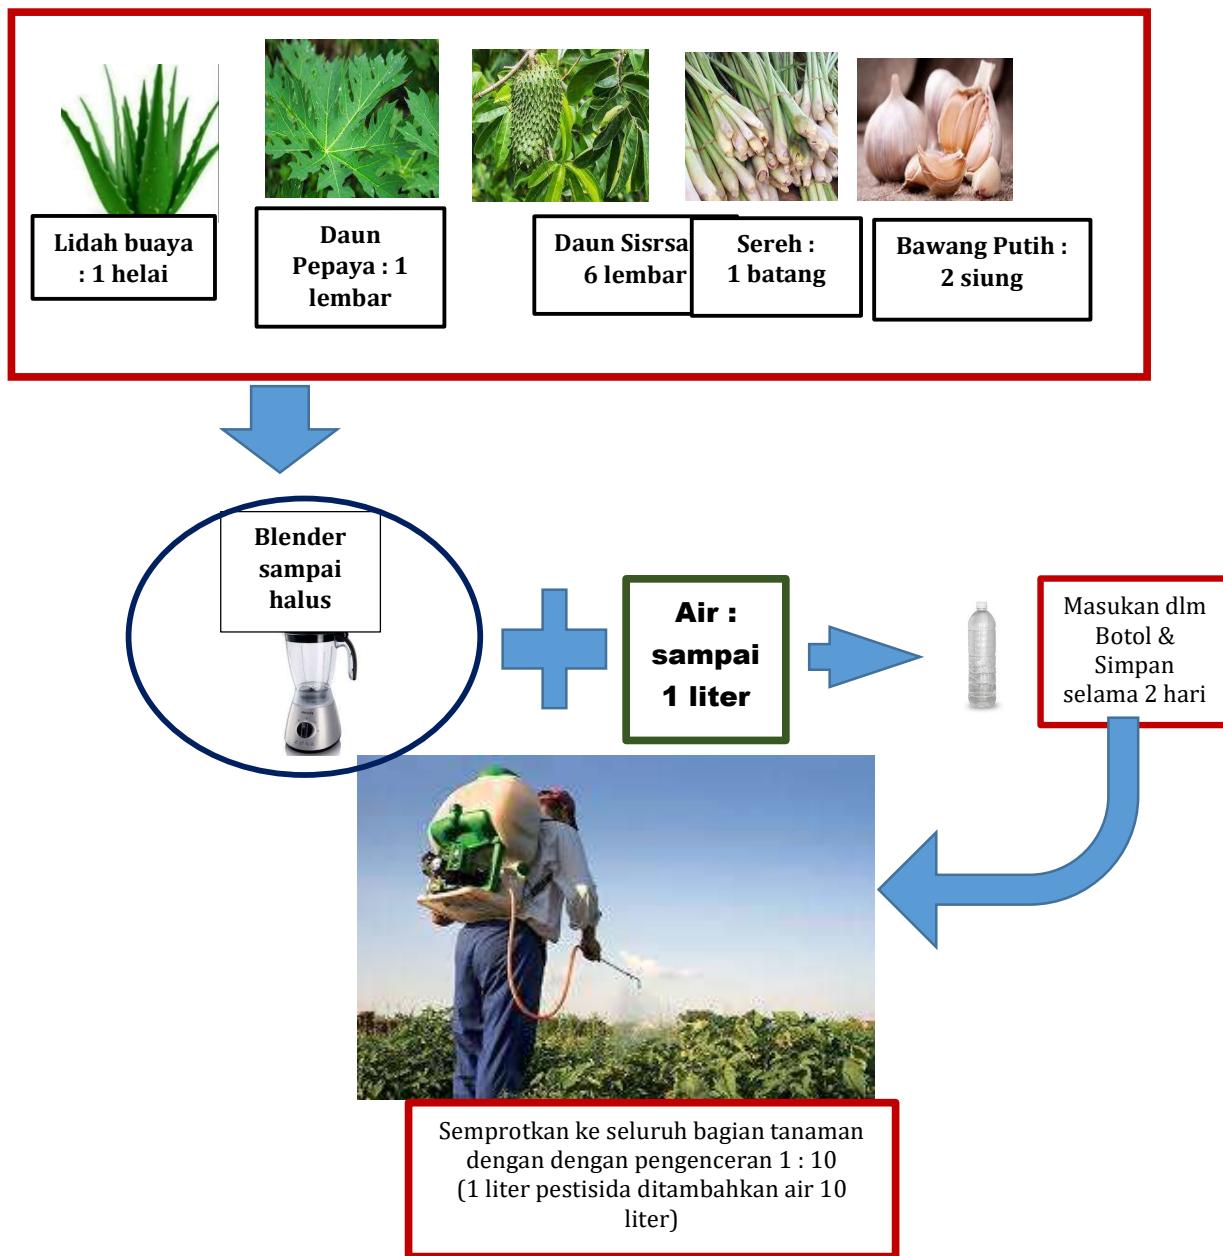 Lidah buaya
: 1 helai
Daun
Pepaya : 1
lembar
Daun Sisrsa
6 lembar
Sereh :
1 batang
Bawang Putih :
2 siung
Blender
sampai
halus
Air :
sampai
1 liter
Masukan dlm
Botol &
Simpan
selama 2 hari
Semprotkan ke seluruh bagian tanaman
dengan dengan pengenceran 1 : 10
(1 liter pestisida ditambahkan air 10
liter)